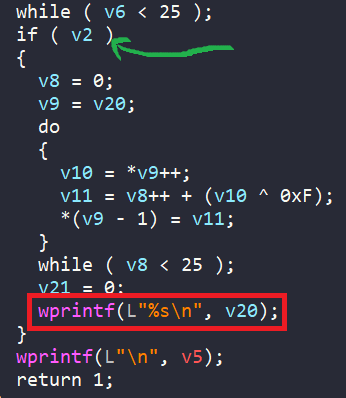 while ( v6 < 25 );
if ( v2 )
{
v8 = 0;
v9 = v20;
do
{
v10 = *v9++;
v11 = v8++ + (v10 ^ 0xF);
*(v9 - 1) = v11;
}
while ( v8 < 25 );
v21 = 0;
wprintf(L"%s\n", v20);
}
wprintf(L"\n", v5);
return 1;